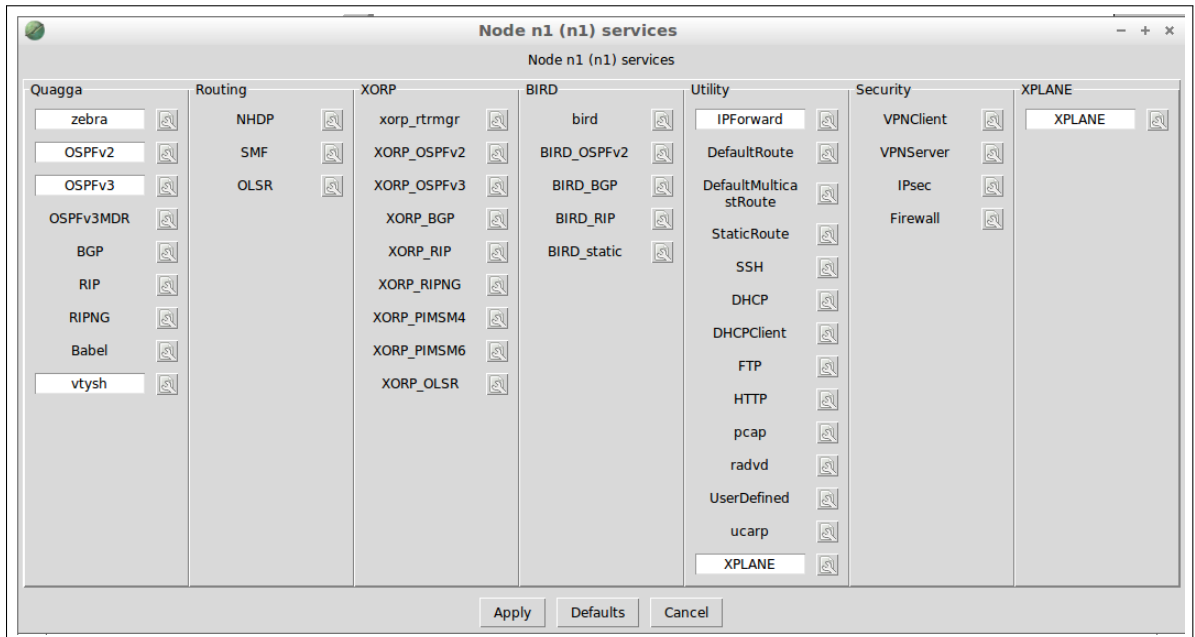 Node n1 (n1) services
Node n1 (n1) services
Quagga
zebra
OSPFv2
OSPFv3
OSPFv3MDR
BGP
RIP
RIPNG
Babel
vtysh
Routing
NHDP
SMF
OLSR
XORP
xorp_rtrmgr
XORP_OSPFv2
XORP_OSPFv3
XORP_BGP
XORP_RIP
XORP_RIPNG
XORP_PIMSM4
XORP_PIMSM6
XORP_OLSR
BIRD
bird
BIRD_OSPFv2
BIRD_BGP
BIRD_RIP
BIRD_static
Utility
IPForward
DefaultRoute
DefaultMultica
stRoute
StaticRoute
SSH
DHCP
DHCPClient
FTP
HTTP
pcap
radvd
UserDefined
ucarp
XPLANE
Security
VPNClient
VPNServer
IPsec
Firewall
XPLANE
XPLANE
Apply
Defaults
Cancel